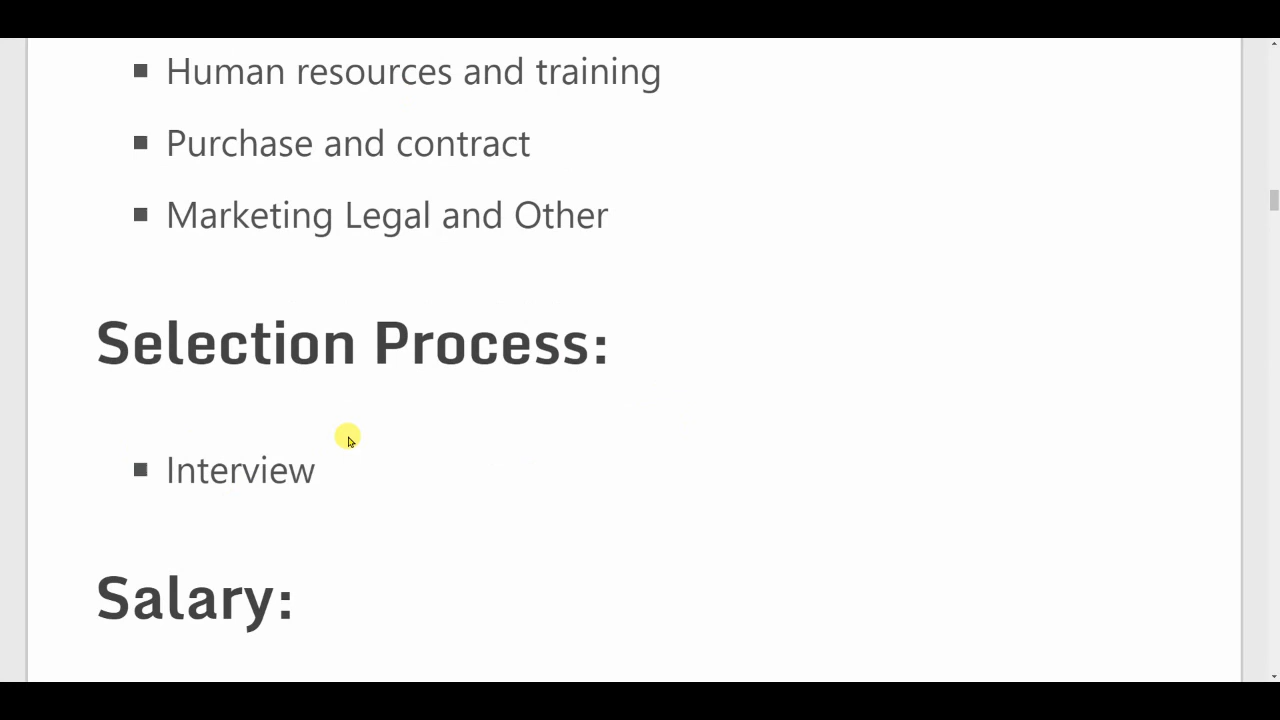 Human resources and training
Purchase and contract
Marketing Legal and Other
Selection Process:
Interview
Salary: